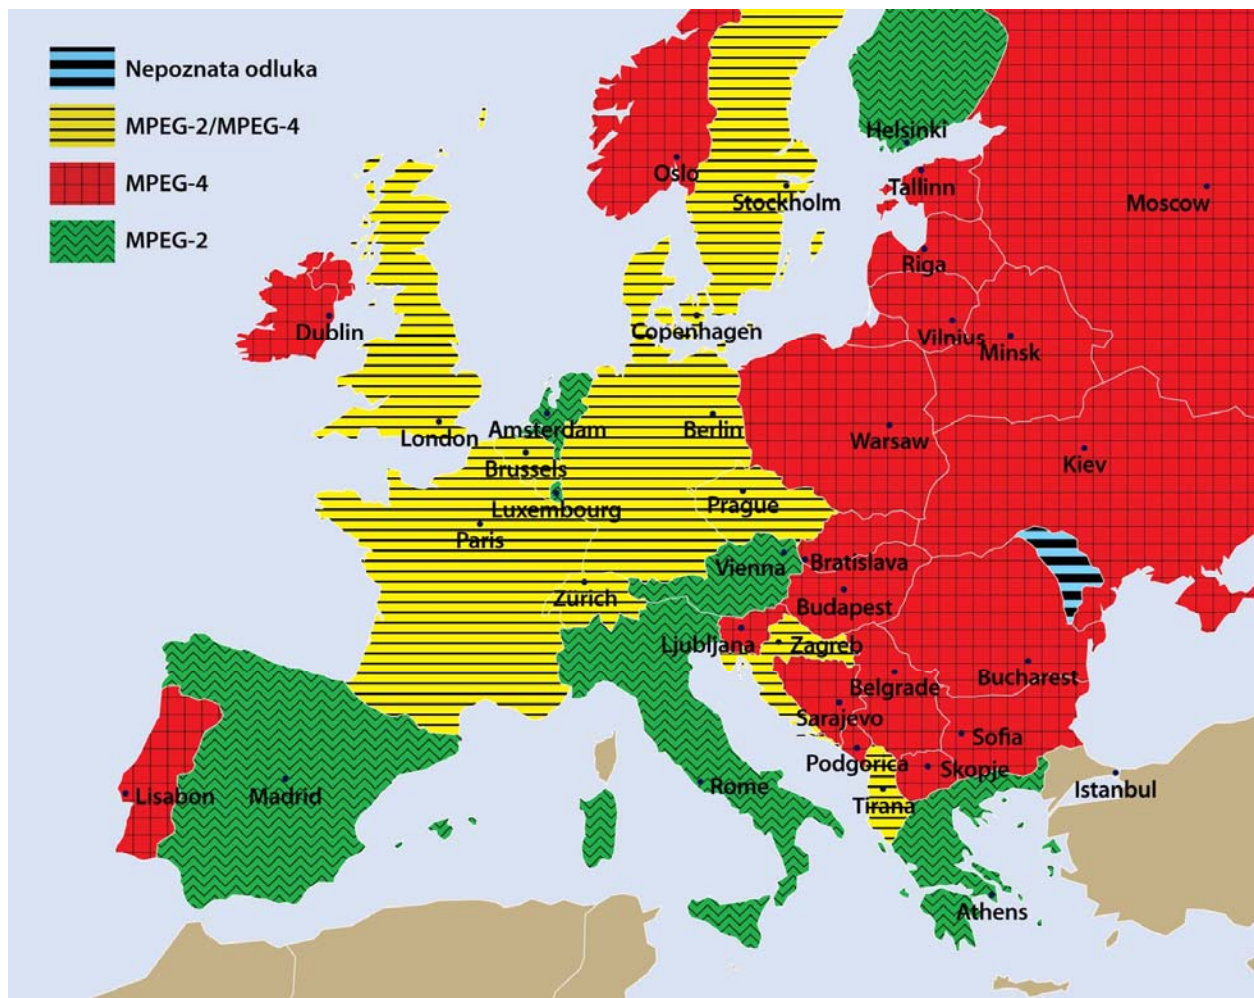 Nepoznata odluka
MPEG-2/MPEG-4
MPEG-4
MPEG-2
Helsinki
Oslo
Tallinn
Stockholm
Moscow
Riga
Dublin
Copenhagen
Vilnius
Minsk
London
Amsterdam
Berlin
Warsaw
Brussels
Kiev
Luxembourg
Prague
Paris
Vienna
Bratislava
Zürich
Budapest
Ljubljana
Zagreb
Bucharest
Belgrade
Sarajevo
Sofia
Podgorica
Skopje
Lisabon
Madrid
Rome
Tirana
Istanbul
Athens